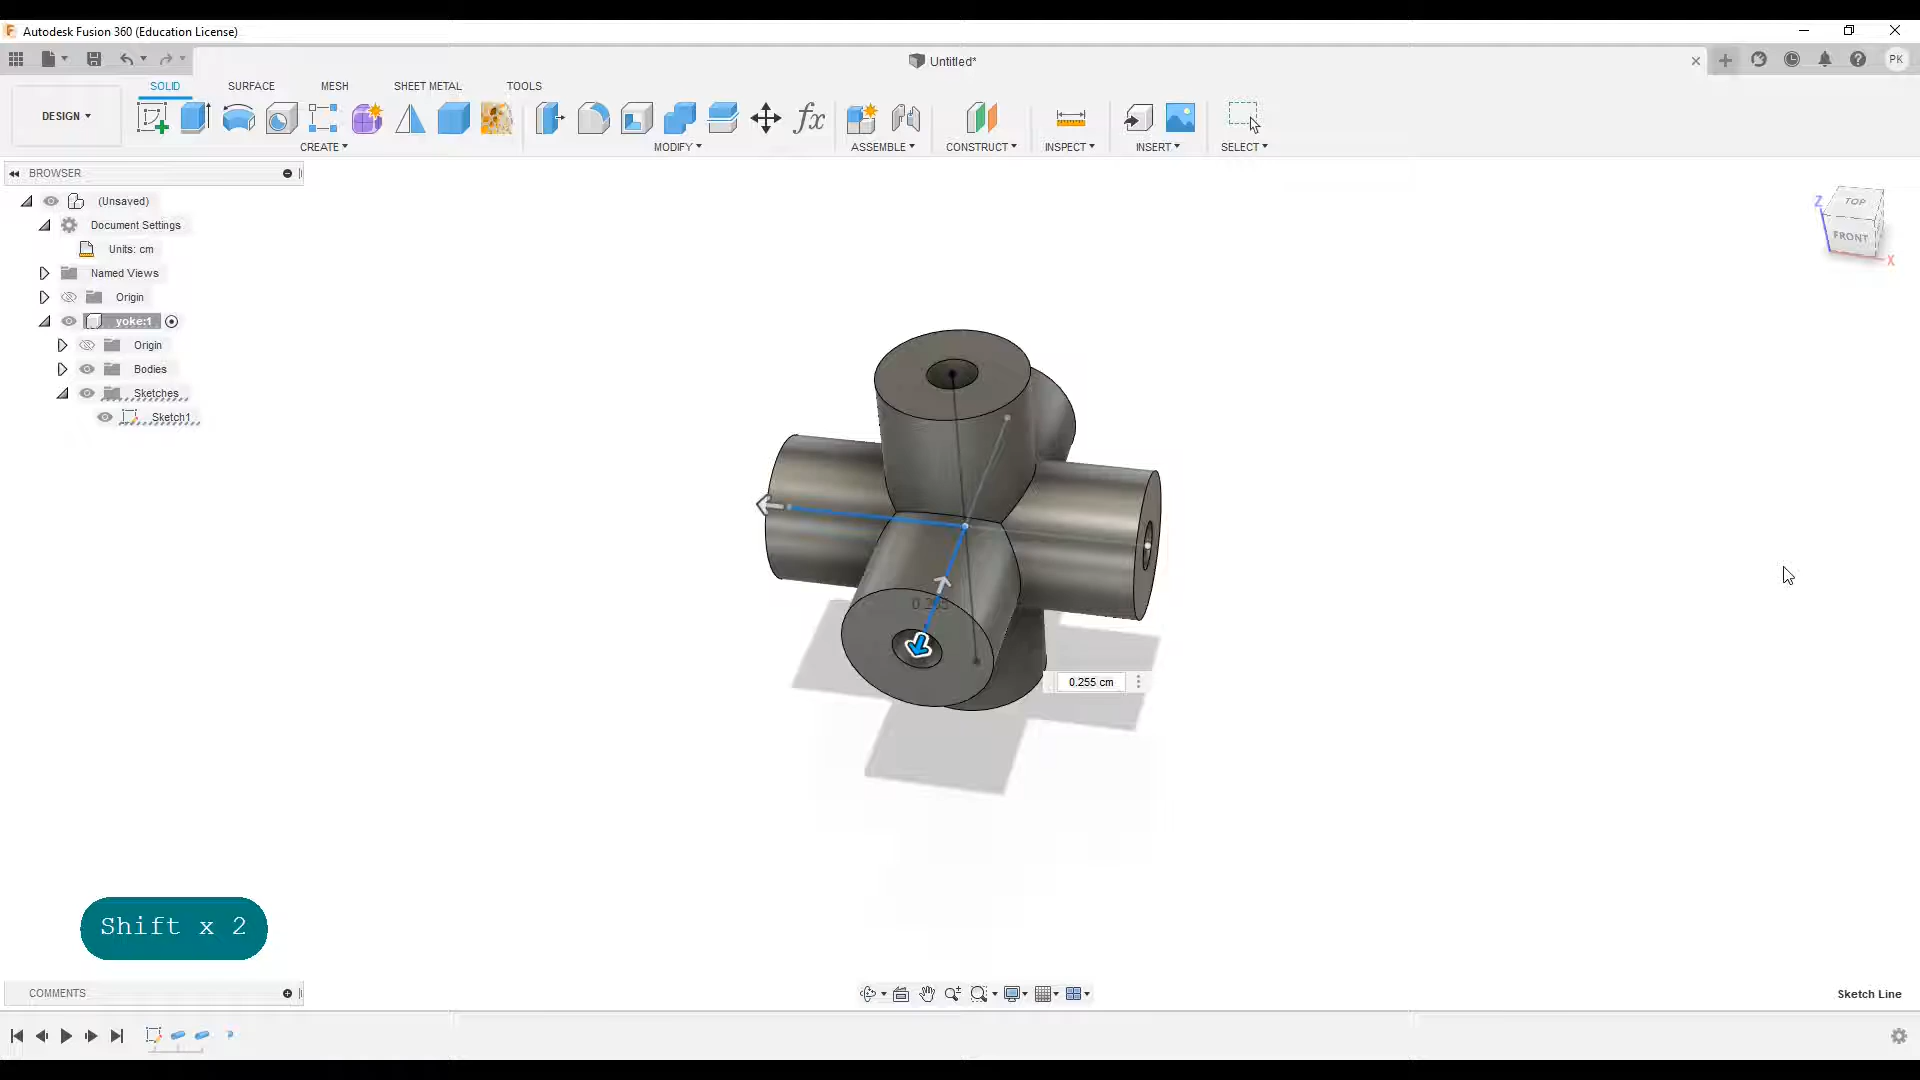 Autodesk Fusion 360 (Education License)
Untitled*
PK
SOLID SURFACE MESH SHEET METAL TOOLS
DESIGN
CREATE MODIFY ASSEMBLE CONSTRUCT INSPECT INSERT SELECT
BROWSER
(Unsaved)
Document Settings
Units: cm
Named Views
Origin
yoke:1
Origin
Bodies
Sketches
Sketch1
TOP
FRONT
Z
X
0.255 cm
Shift x 2
COMMENTS
Sketch Line